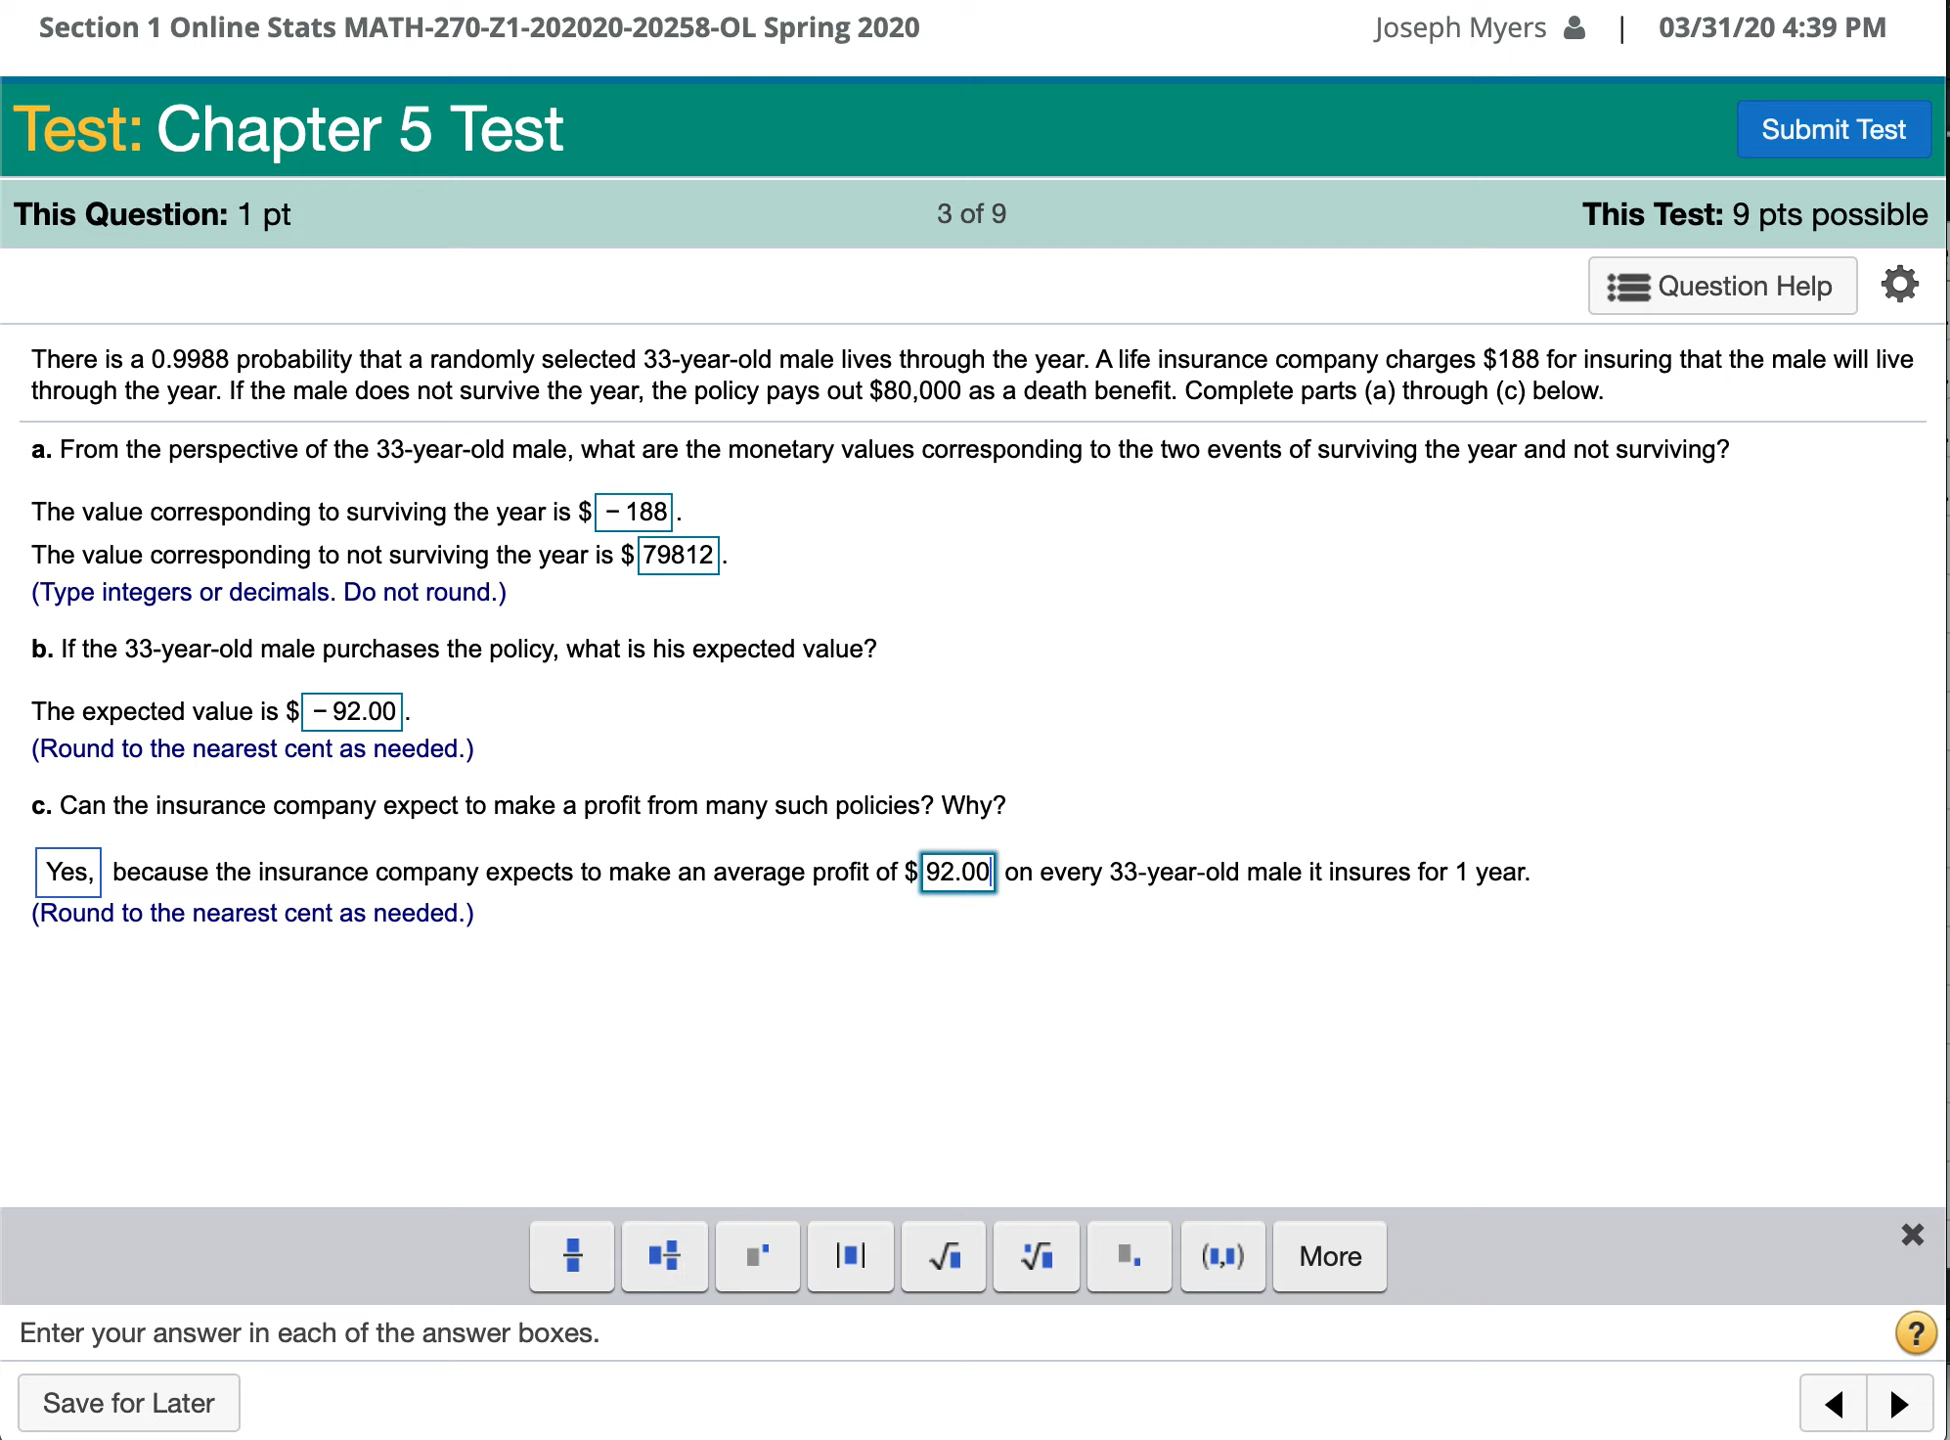 Section 1 Online Stats MATH-270-Z1-202020-20258-OL Spring 2020
Joseph Myers | 03/31/20 4:39 PM
Test: Chapter 5 Test
Submit Test
This Question: 1 pt
3 of 9
This Test: 9 pts possible
Question Help
There is a 0.9988 probability that a randomly selected 33-year-old male lives through the year. A life insurance company charges $188 for insuring that the male will live
through the year. If the male does not survive the year, the policy pays out $80,000 as a death benefit. Complete parts (a) through (c) below.
a. From the perspective of the 33-year-old male, what are the monetary values corresponding to the two events of surviving the year and not surviving?
The value corresponding to surviving the year is $ − 188 .
The value corresponding to not surviving the year is $ 79812 .
(Type integers or decimals. Do not round.)
b. If the 33-year-old male purchases the policy, what is his expected value?
The expected value is $ − 92.00 .
(Round to the nearest cent as needed.)
c. Can the insurance company expect to make a profit from many such policies? Why?
Yes, because the insurance company expects to make an average profit of $ 92.00 on every 33-year-old male it insures for 1 year.
(Round to the nearest cent as needed.)
More
Enter your answer in each of the answer boxes.
?
Save for Later